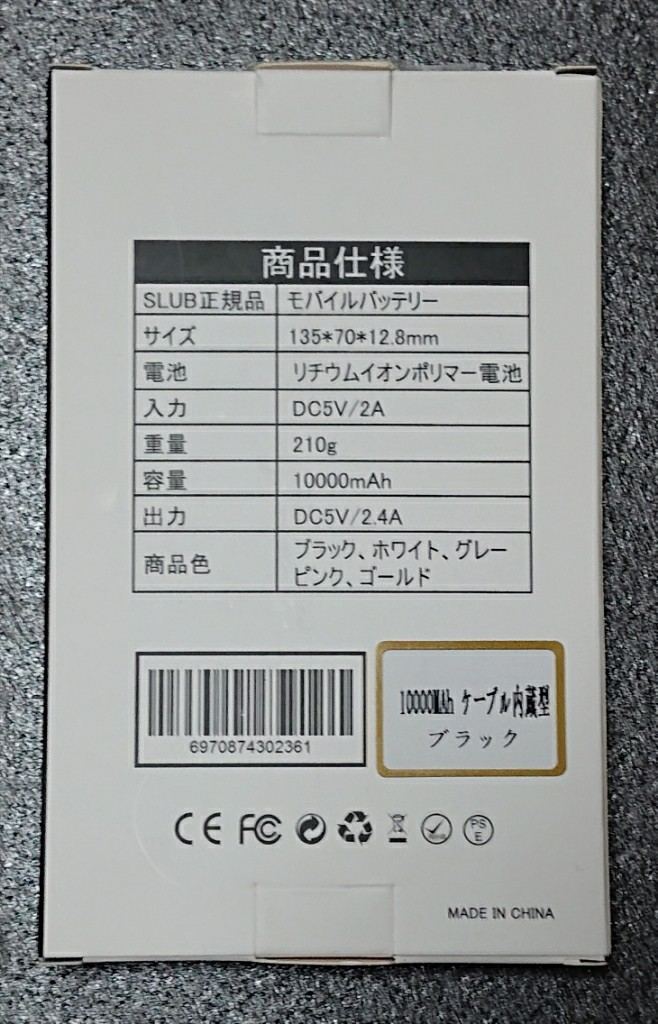 商品仕様
SLUB正規品 モバイルバッテリー
サイズ 135*70*12.8mm
電池 リチウムイオンポリマー電池
入力 DC5V/2A
重量 210g
容量 10000mAh
出力 DC5V/2.4A
商品色 ブラック、ホワイト、グレー
ピンク、ゴールド
6970874302361
10000MAh ケーブル内蔵型
ブラック
CE FC PS
E
MADE IN CHINA